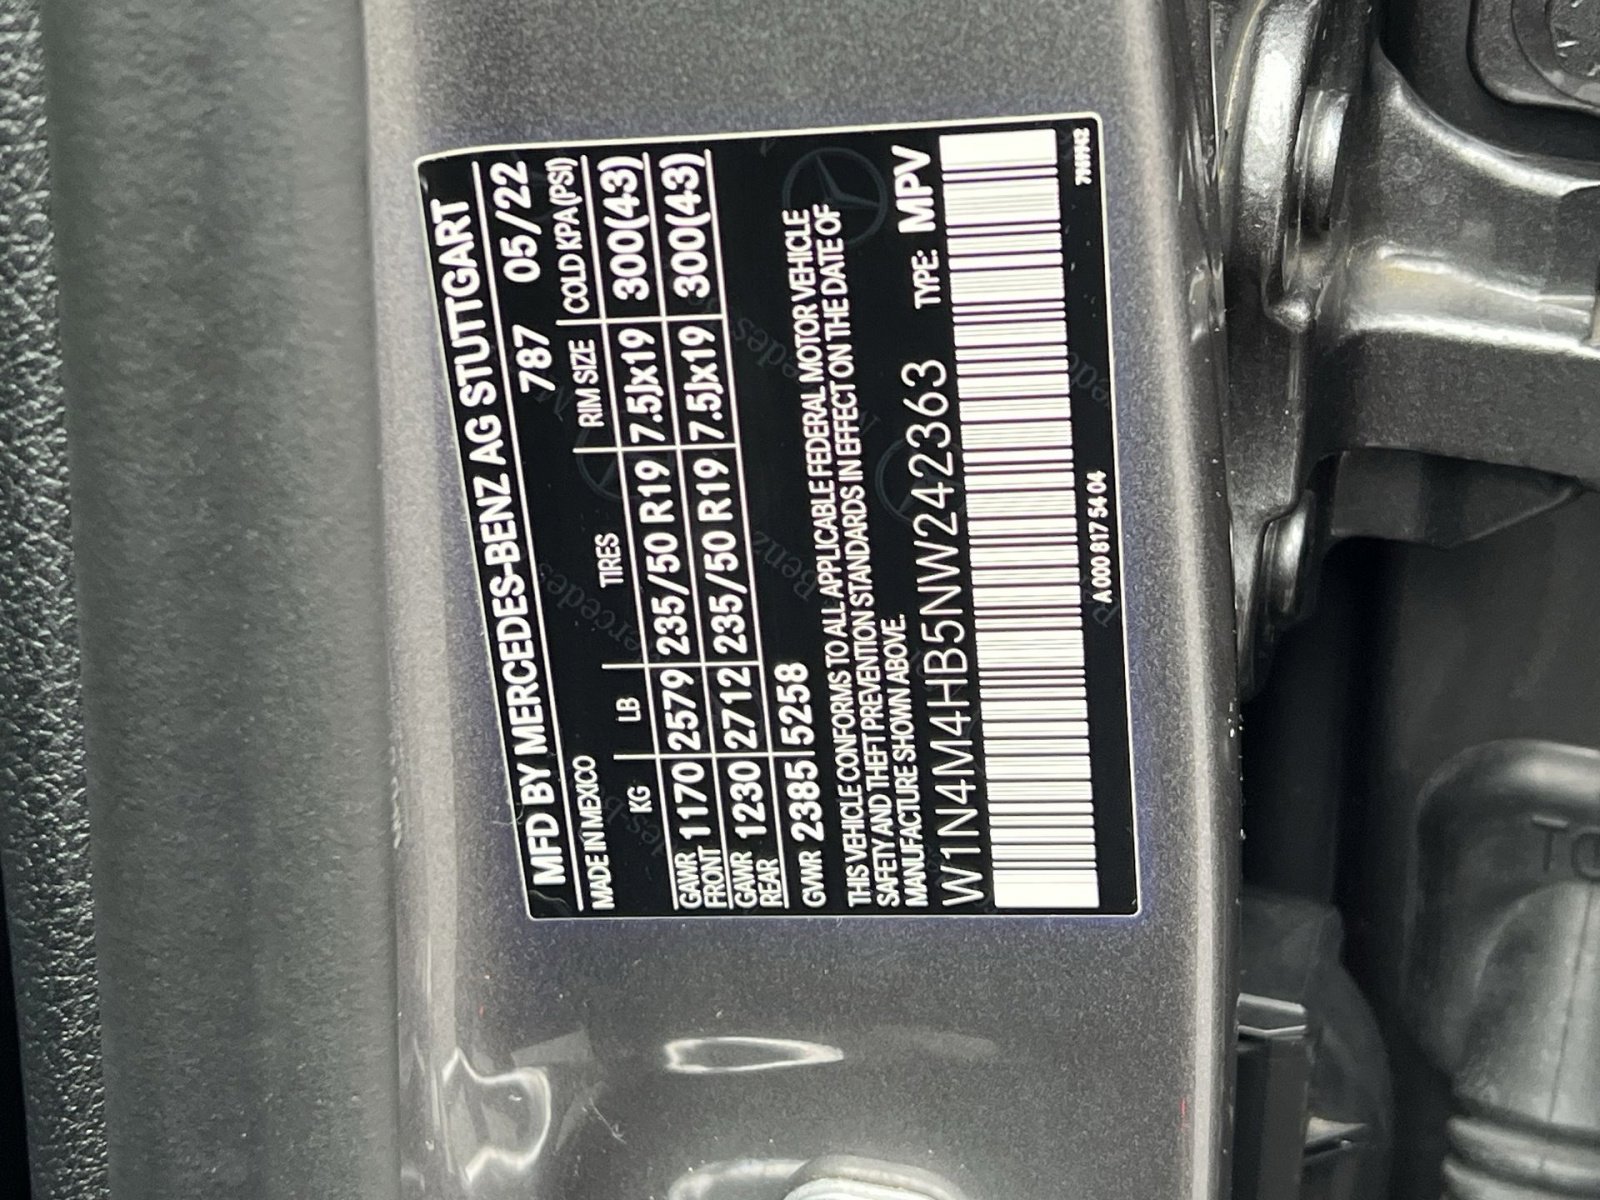 MFD BY MERCEDES-BENZ AG STUTTGART
MADE IN MEXICO 787 05/22
KG LB TIRES RIM SIZE COLD KPA(PSI)
GAWR FRONT 1170 2579 235/50 R19 7.5Jx19 300(43)
GAWR REAR 1230 2712 235/50 R19 7.5Jx19 300(43)
GVWR 2385 5258
THIS VEHICLE CONFORMS TO ALL APPLICABLE FEDERAL MOTOR VEHICLE
SAFETY AND THEFT PREVENTION STANDARDS IN EFFECT ON THE DATE OF
MANUFACTURE SHOWN ABOVE.
W1N4M4HB5NW242363 TYPE: MPV
A 000 817 54 04